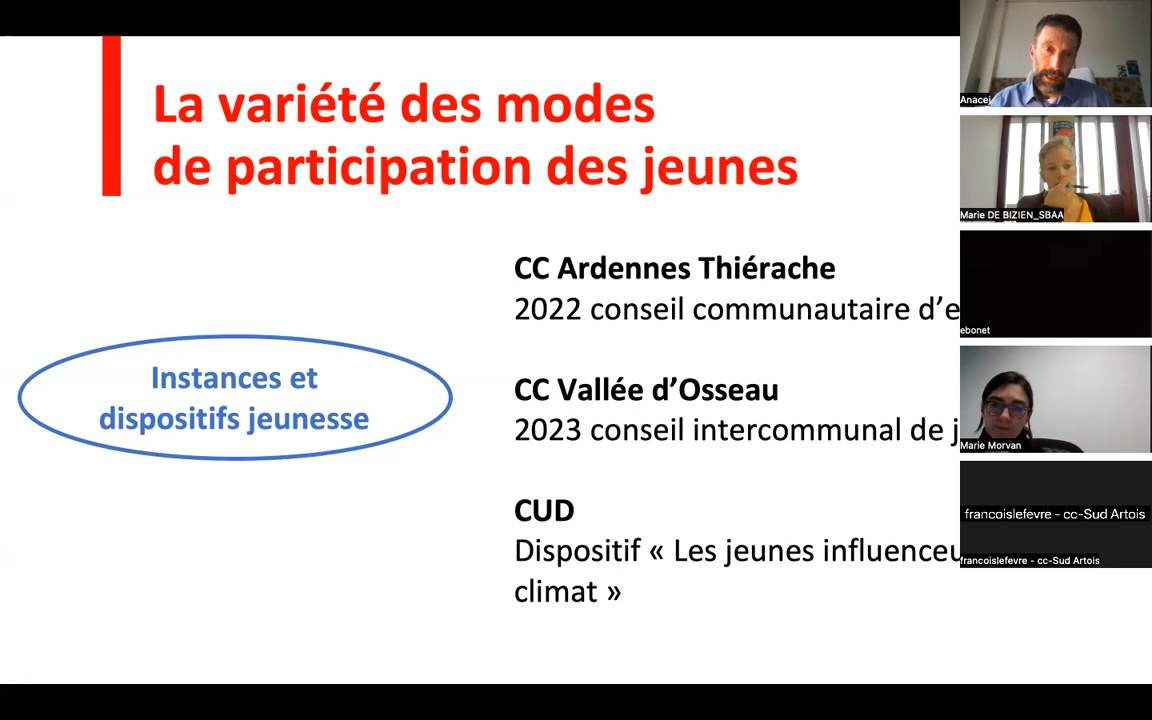 La variété des modes
de participation des jeunes
Instances et
dispositifs jeunesse
CC Ardennes Thiérache
2022 conseil communautaire d’e
CC Vallée d’Osseau
2023 conseil intercommunal de j
CUD
Dispositif « Les jeunes influenceu
climat »
Anacej
Marie DE BIZIEN_SBAA
ebonet
Marie Morvan
francoislefevre - cc-Sud Artois
francoislefevre - cc-Sud Artois